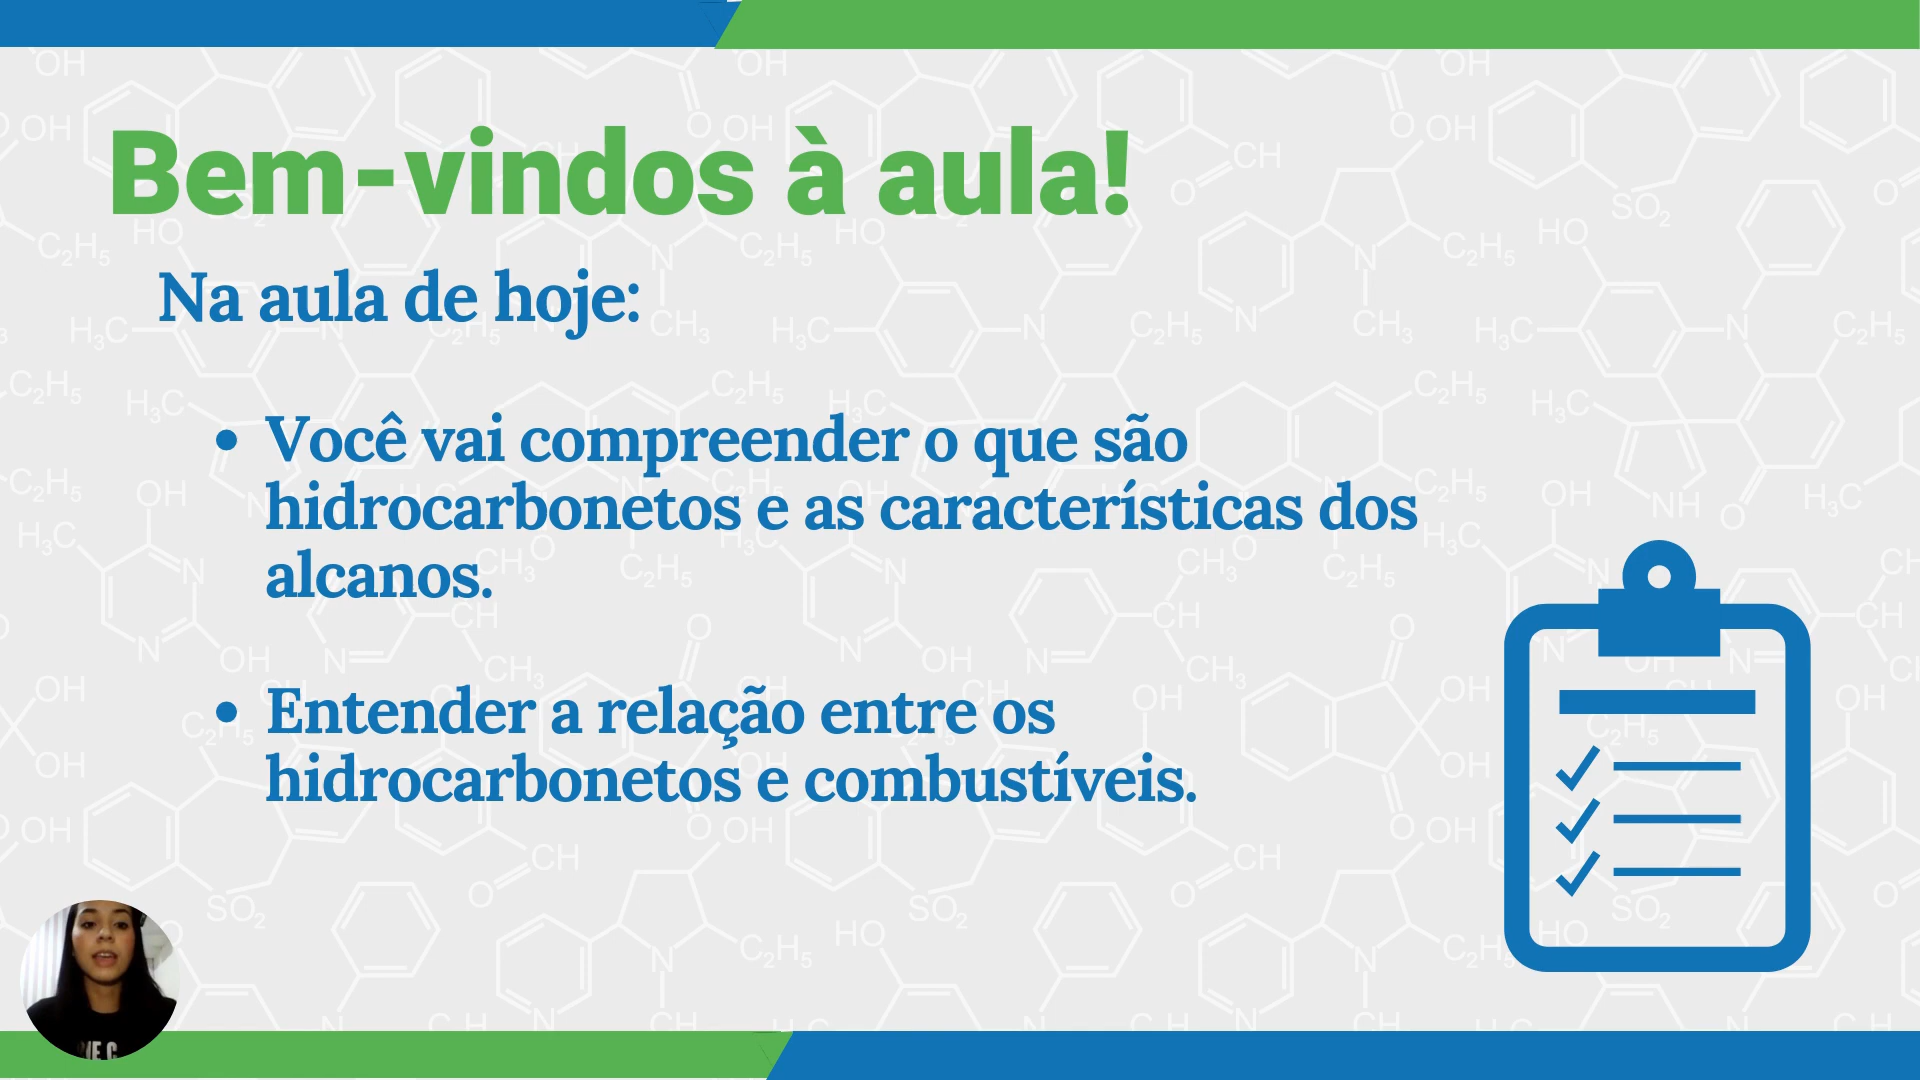 Bem-vindos à aula!
Na aula de hoje:
• Você vai compreender o que são
hidrocarbonetos e as características dos
alcanos.
• Entender a relação entre os
hidrocarbonetos e combustíveis.